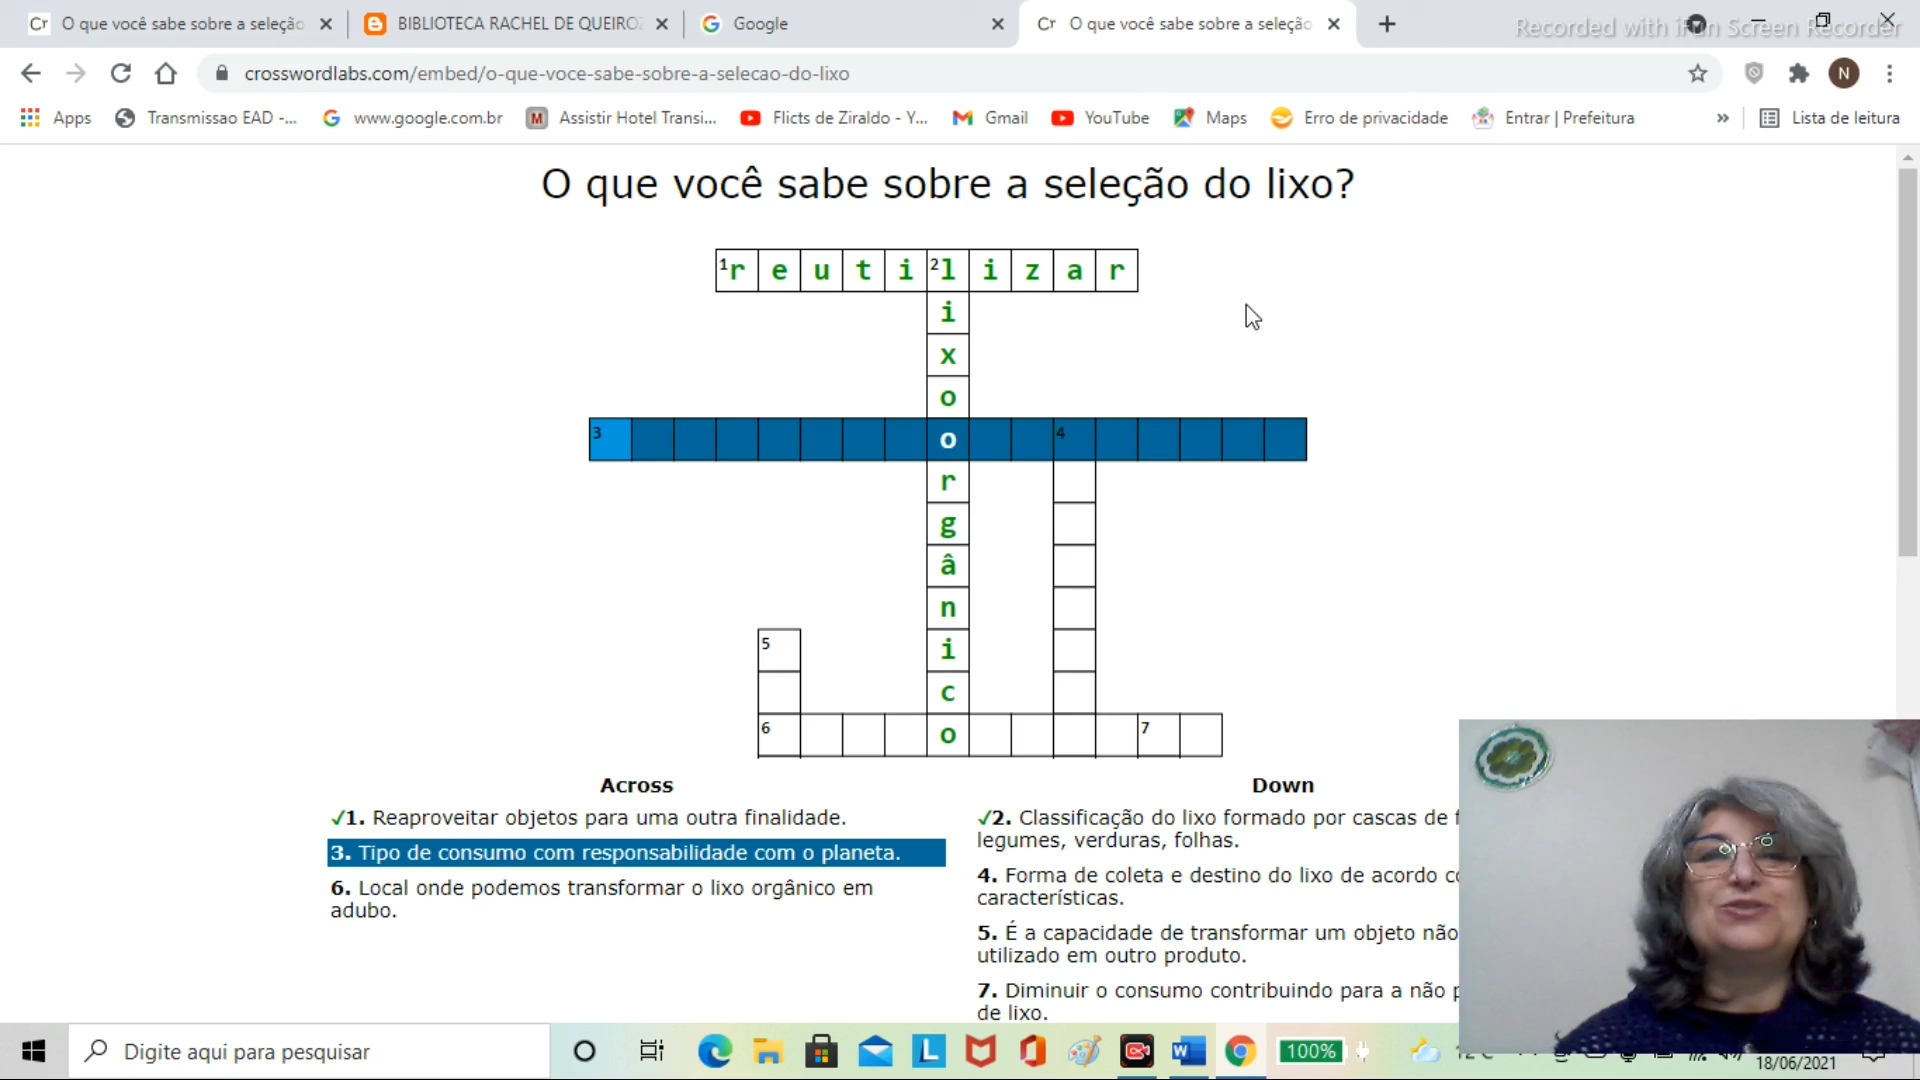 Cr O que você sabe sobre a seleção BIBLIOTECA RACHEL DE QUEIROZ Google Cr O que você sabe sobre a seleção
Recorded with iFun Screen Recorder
crosswordlabs.com/embed/o-que-voce-sabe-sobre-a-selecao-do-lixo N
Apps Transmissao EAD -... www.google.com.br M Assistir Hotel Transi... Flicts de Ziraldo - Y... Gmail YouTube Maps Erro de privacidade Entrar | Prefeitura » Lista de leitura
O que você sabe sobre a seleção do lixo?
1 r e u t i 2 l i z a r
i
x
o
3 o 4
r
g
â
n
5 i
c
6 o 7
Across
✓1. Reaproveitar objetos para uma outra finalidade.
3. Tipo de consumo com responsabilidade com o planeta.
6. Local onde podemos transformar o lixo orgânico em
adubo.
Down
✓2. Classificação do lixo formado por cascas de
legumes, verduras, folhas.
4. Forma de coleta e destino do lixo de acordo
características.
5. É a capacidade de transformar um objeto não
utilizado em outro produto.
7. Diminuir o consumo contribuindo para a não
de lixo.
Digite aqui para pesquisar
L W 100%
18/06/2021